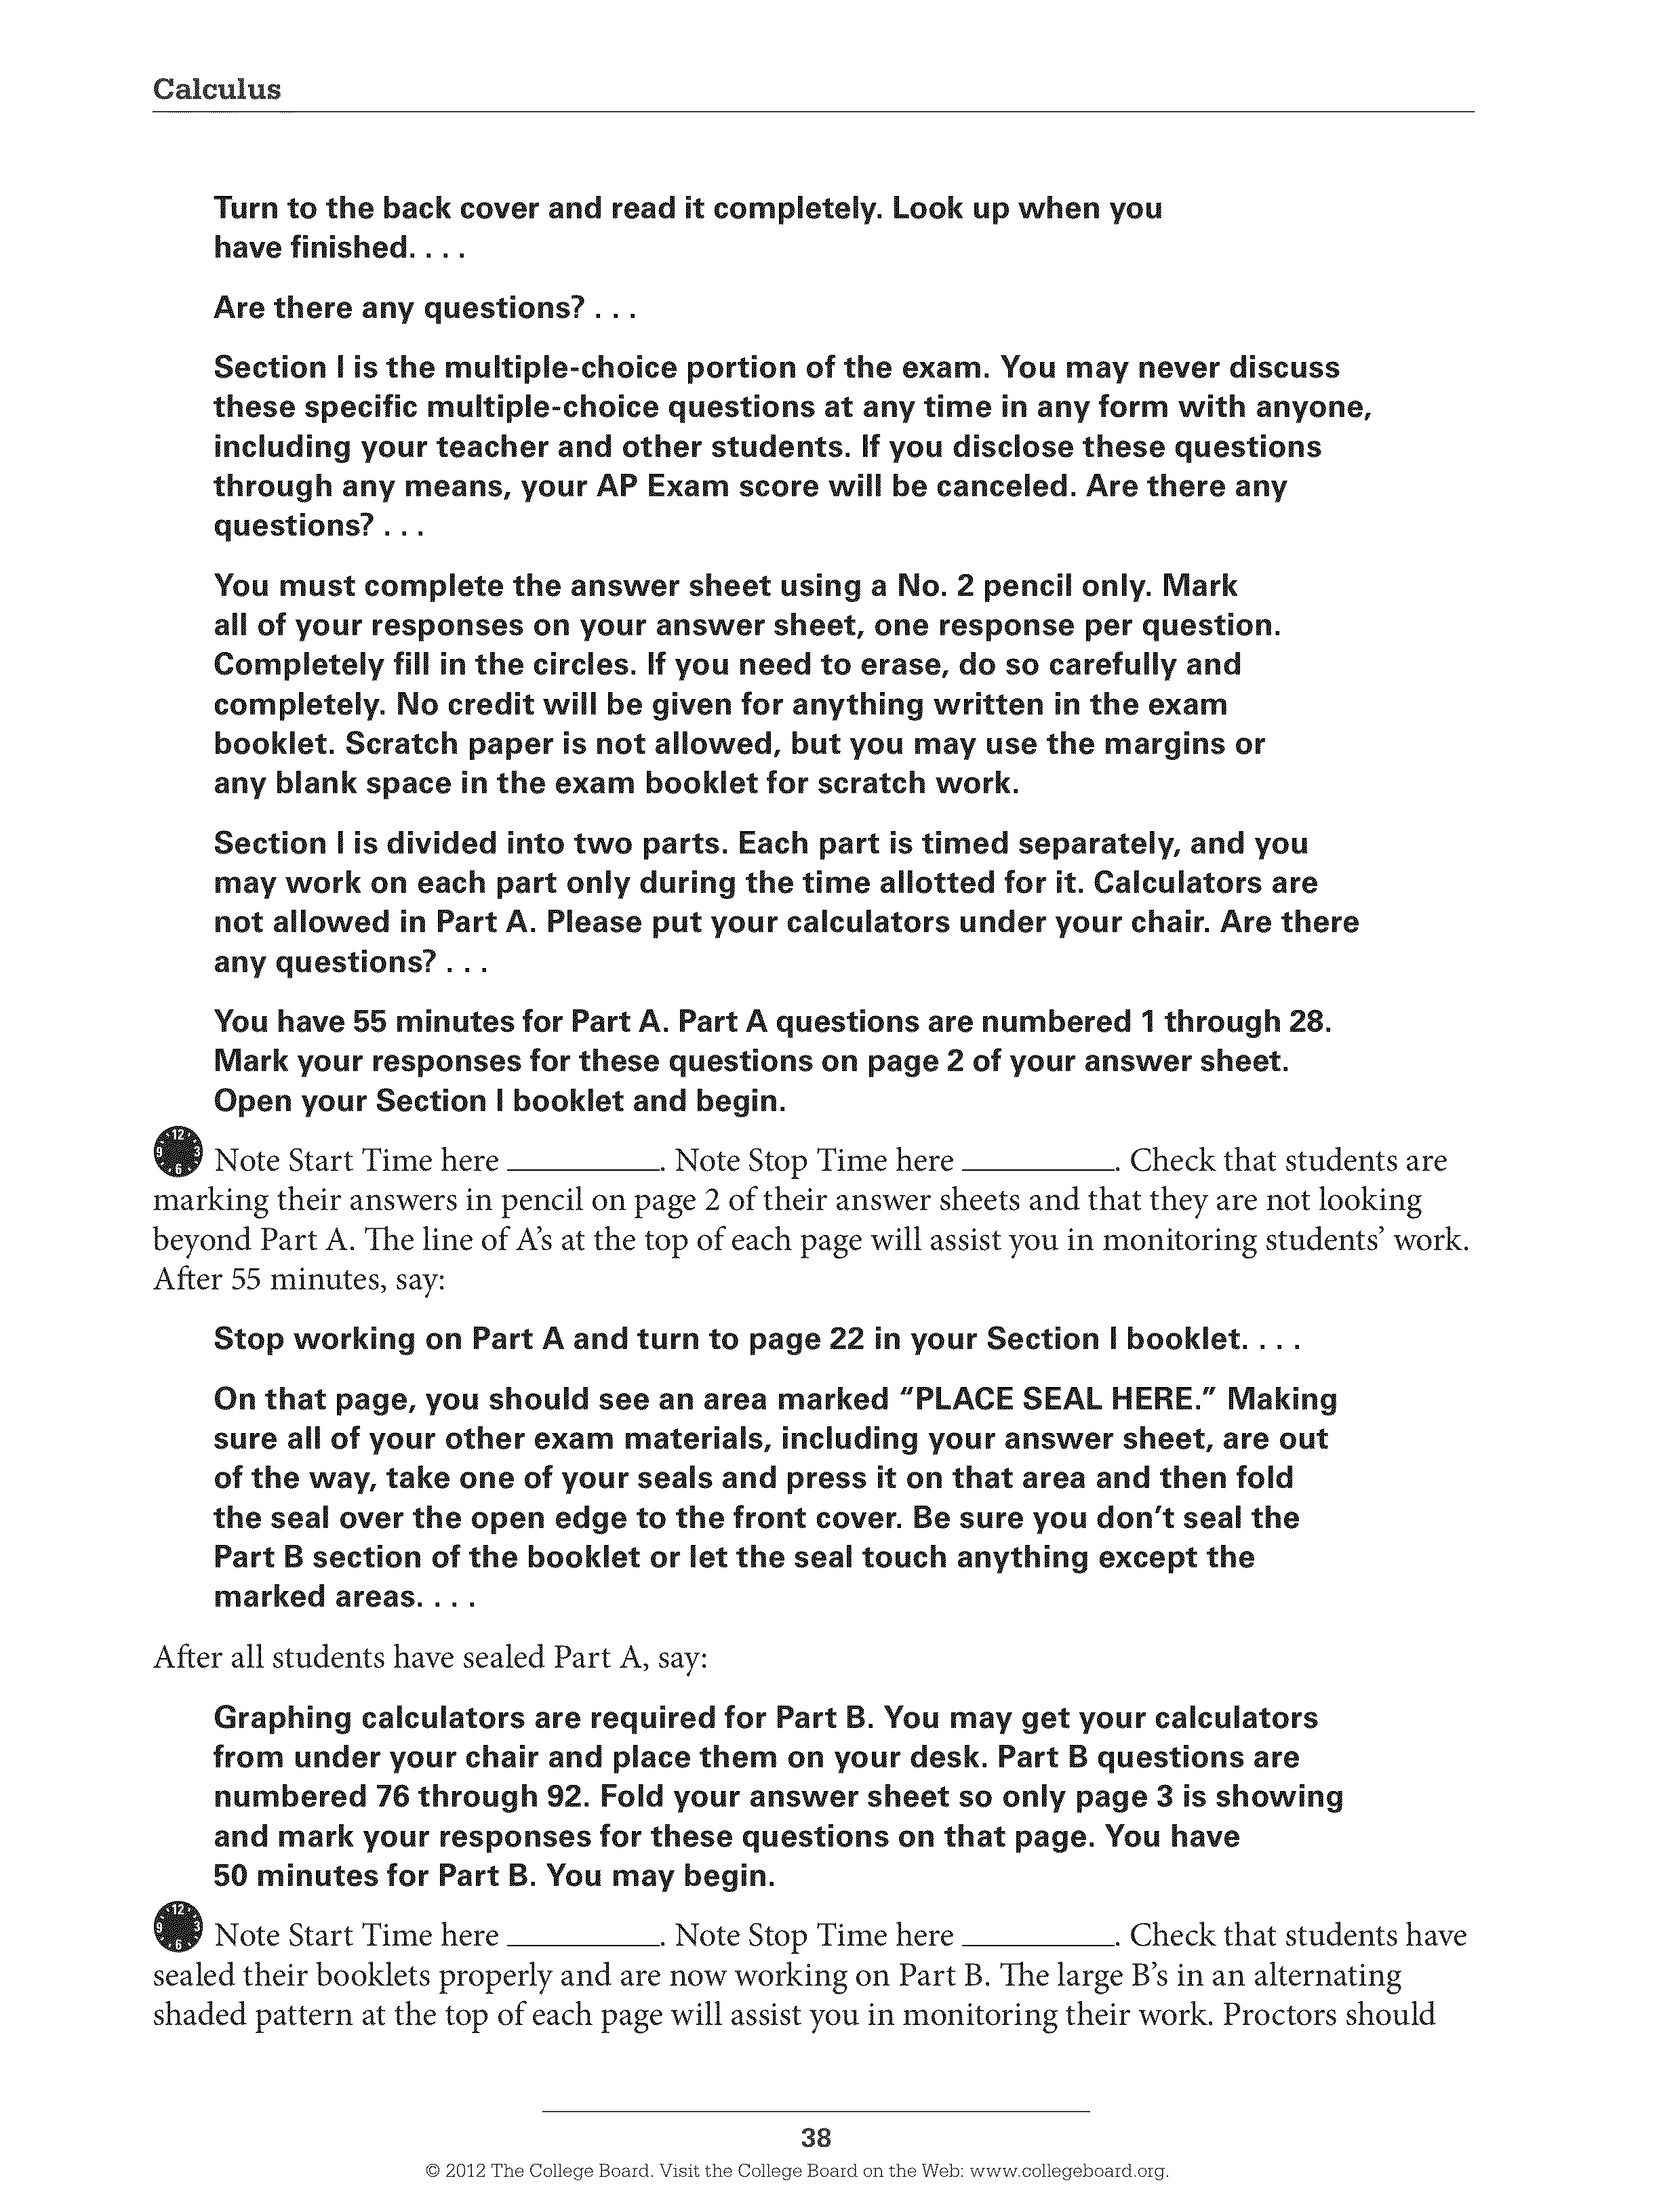 Calculus
Turn to the back cover and read it completely. Look up when you
have finished. . . .
Are there any questions? . . .
Section I is the multiple-choice portion of the exam. You may never discuss
these specific multiple-choice questions at any time in any form with anyone,
including your teacher and other students. If you disclose these questions
through any means, your AP Exam score will be canceled. Are there any
questions? . . .
You must complete the answer sheet using a No. 2 pencil only. Mark
all of your responses on your answer sheet, one response per question.
Completely fill in the circles. If you need to erase, do so carefully and
completely. No credit will be given for anything written in the exam
booklet. Scratch paper is not allowed, but you may use the margins or
any blank space in the exam booklet for scratch work.
Section I is divided into two parts. Each part is timed separately, and you
may work on each part only during the time allotted for it. Calculators are
not allowed in Part A. Please put your calculators under your chair. Are there
any questions? . . .
You have 55 minutes for Part A. Part A questions are numbered 1 through 28.
Mark your responses for these questions on page 2 of your answer sheet.
Open your Section I booklet and begin.
12 3 6 9 Note Start Time here __________. Note Stop Time here __________. Check that students are
marking their answers in pencil on page 2 of their answer sheets and that they are not looking
beyond Part A. The line of A’s at the top of each page will assist you in monitoring students’ work.
After 55 minutes, say:
Stop working on Part A and turn to page 22 in your Section I booklet. . . .
On that page, you should see an area marked “PLACE SEAL HERE.” Making
sure all of your other exam materials, including your answer sheet, are out
of the way, take one of your seals and press it on that area and then fold
the seal over the open edge to the front cover. Be sure you don’t seal the
Part B section of the booklet or let the seal touch anything except the
marked areas. . . .
After all students have sealed Part A, say:
Graphing calculators are required for Part B. You may get your calculators
from under your chair and place them on your desk. Part B questions are
numbered 76 through 92. Fold your answer sheet so only page 3 is showing
and mark your responses for these questions on that page. You have
50 minutes for Part B. You may begin.
12 3 6 9 Note Start Time here __________. Note Stop Time here __________. Check that students have
sealed their booklets properly and are now working on Part B. The large B’s in an alternating
shaded pattern at the top of each page will assist you in monitoring their work. Proctors should
38
© 2012 The College Board. Visit the College Board on the Web: www.collegeboard.org.